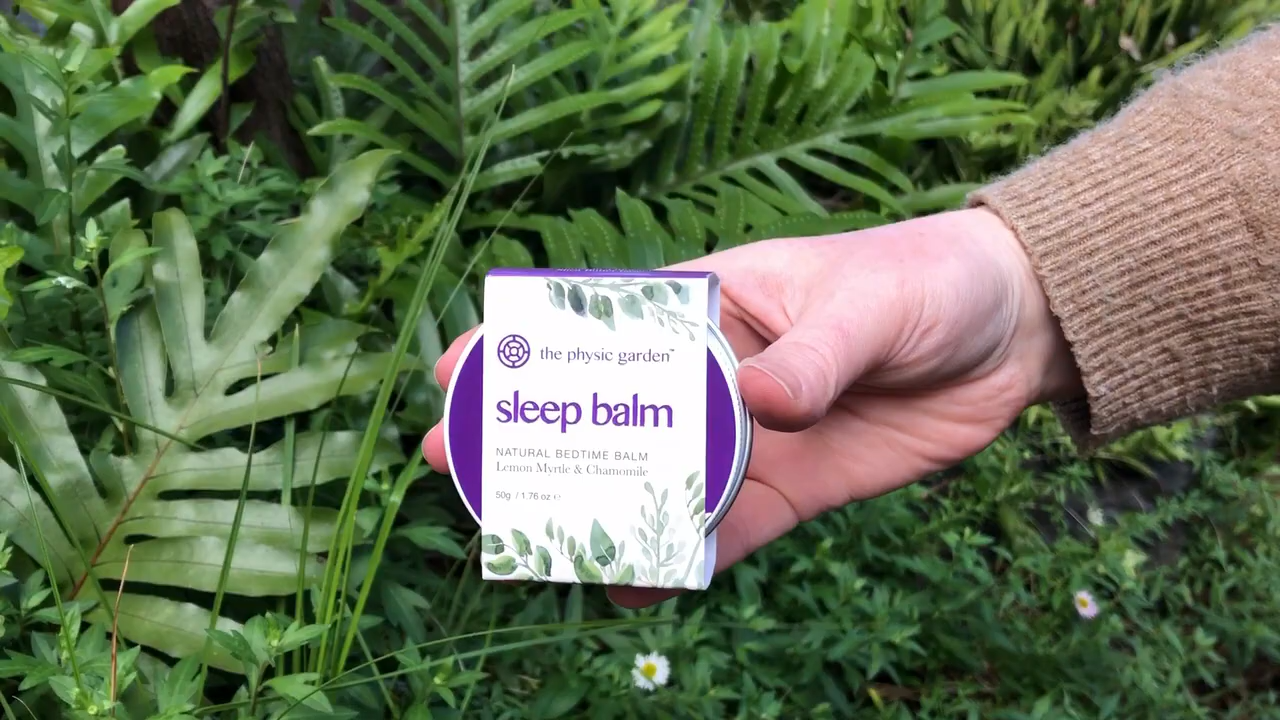 the physic garden™
sleep balm
NATURAL BEDTIME BALM
Lemon Myrtle & Chamomile
50g / 1.76 oz